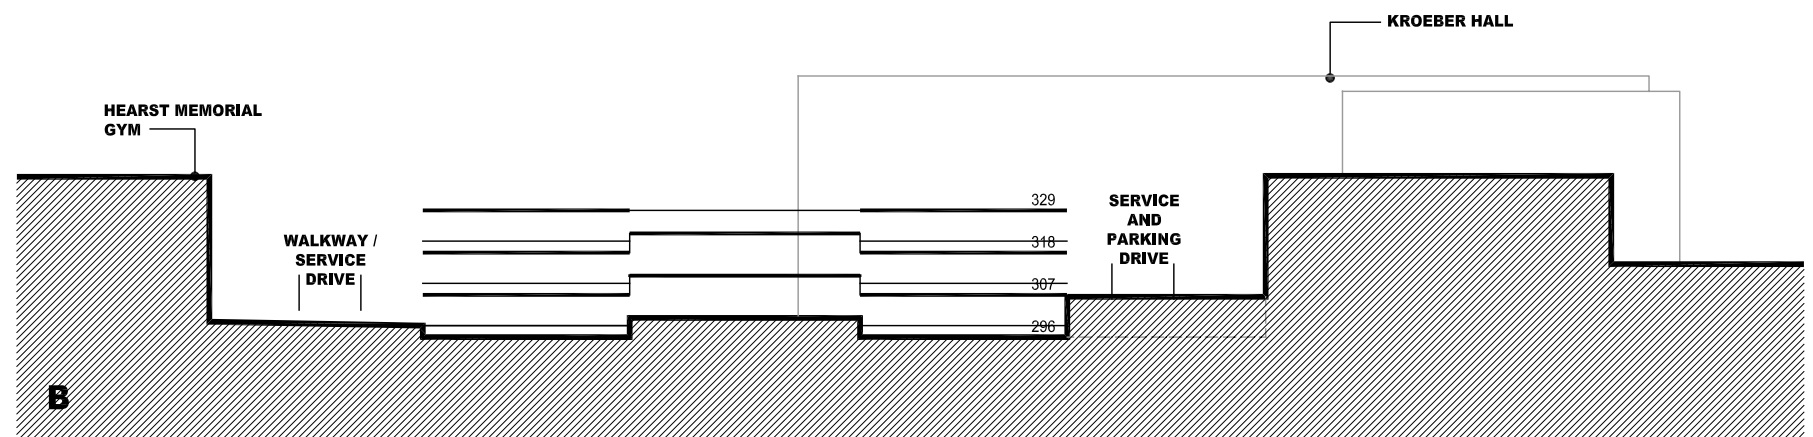 KROEBER HALL
HEARST MEMORIAL
GYM
329
SERVICE
AND
PARKING
DRIVE
WALKWAY /
SERVICE
DRIVE
318
307
296
B